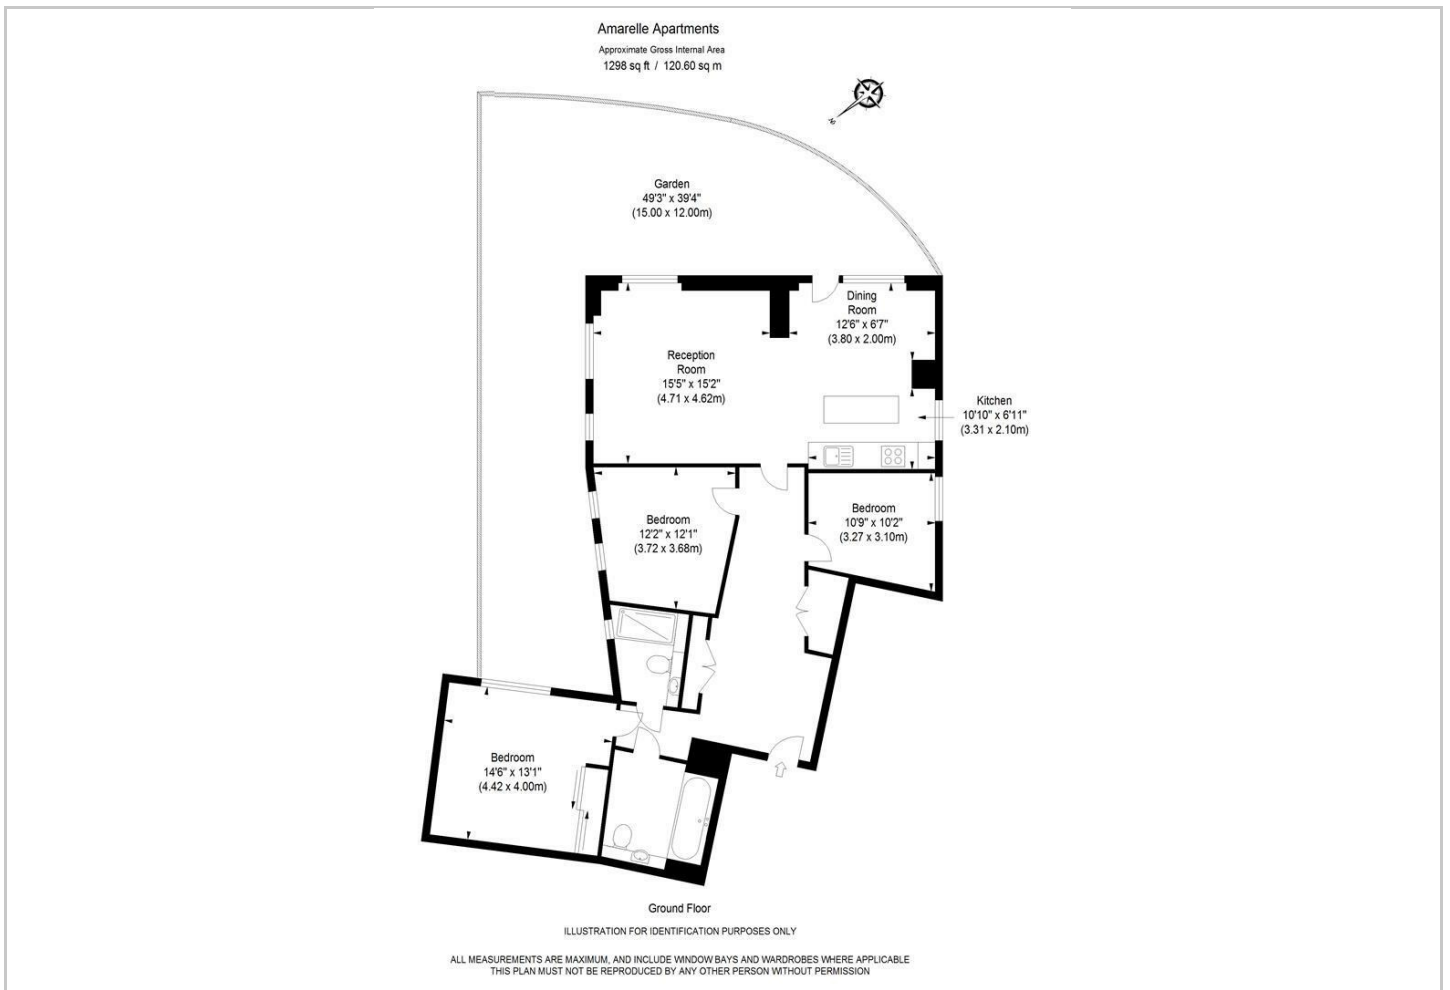 Amarelle Apartments
Approximate Gross Internal Area
1298 sq ft / 120.60 sq m
N
Garden
49'3" x 39'4"
(15.00 x 12.00m)
Dining
Room
12'6" x 6'7"
(3.80 x 2.00m)
Reception
Room
15'5" x 15'2"
(4.71 x 4.62m)
Kitchen
10'10" x 6'11"
(3.31 x 2.10m)
Bedroom
12'2" x 12'1"
(3.72 x 3.68m)
Bedroom
10'9" x 10'2"
(3.27 x 3.10m)
Bedroom
14'6" x 13'1"
(4.42 x 4.00m)
Ground Floor
ILLUSTRATION FOR IDENTIFICATION PURPOSES ONLY
ALL MEASUREMENTS ARE MAXIMUM, AND INCLUDE WINDOW BAYS AND WARDROBES WHERE APPLICABLE
THIS PLAN MUST NOT BE REPRODUCED BY ANY OTHER PERSON WITHOUT PERMISSION